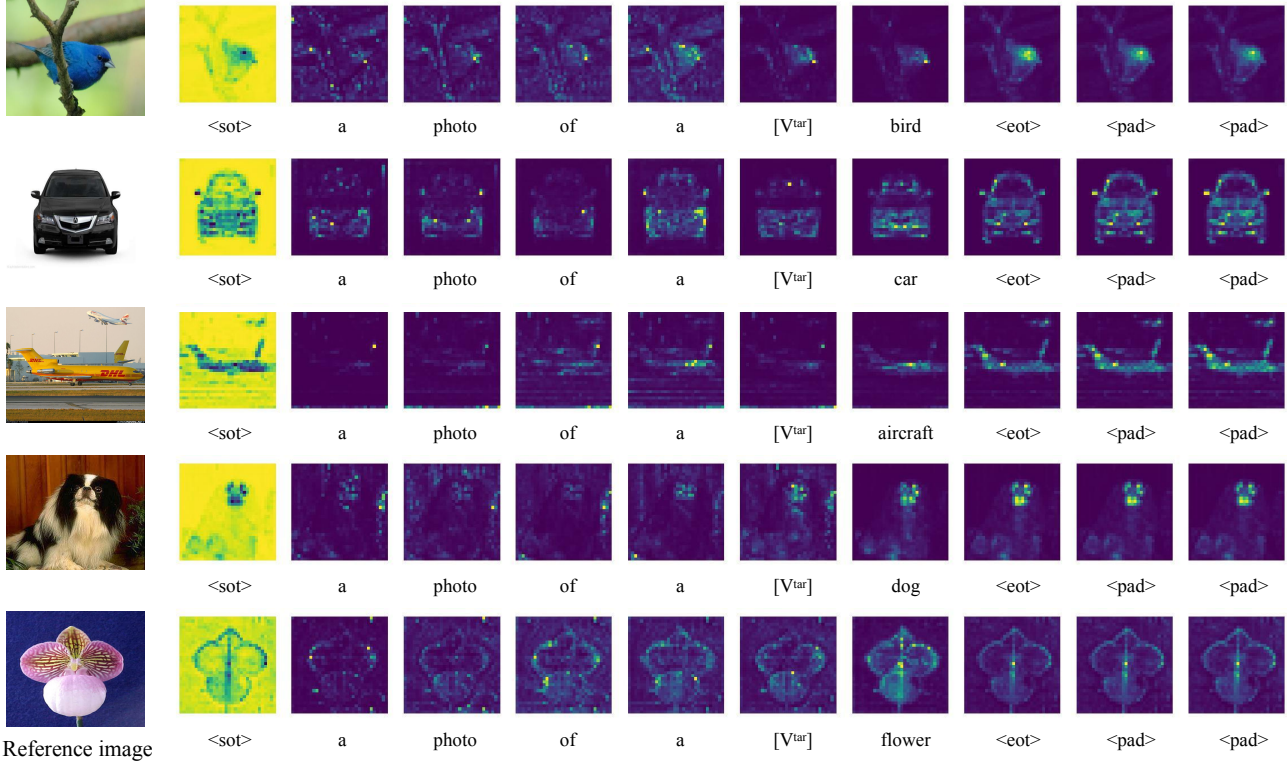 <sot> a photo of a [Vtar] bird <eot> <pad> <pad>
<sot> a photo of a [Vtar] car <eot> <pad> <pad>
DHL
<sot> a photo of a [Vtar] aircraft <eot> <pad> <pad>
<sot> a photo of a [Vtar] dog <eot> <pad> <pad>
Reference image <sot> a photo of a [Vtar] flower <eot> <pad> <pad>